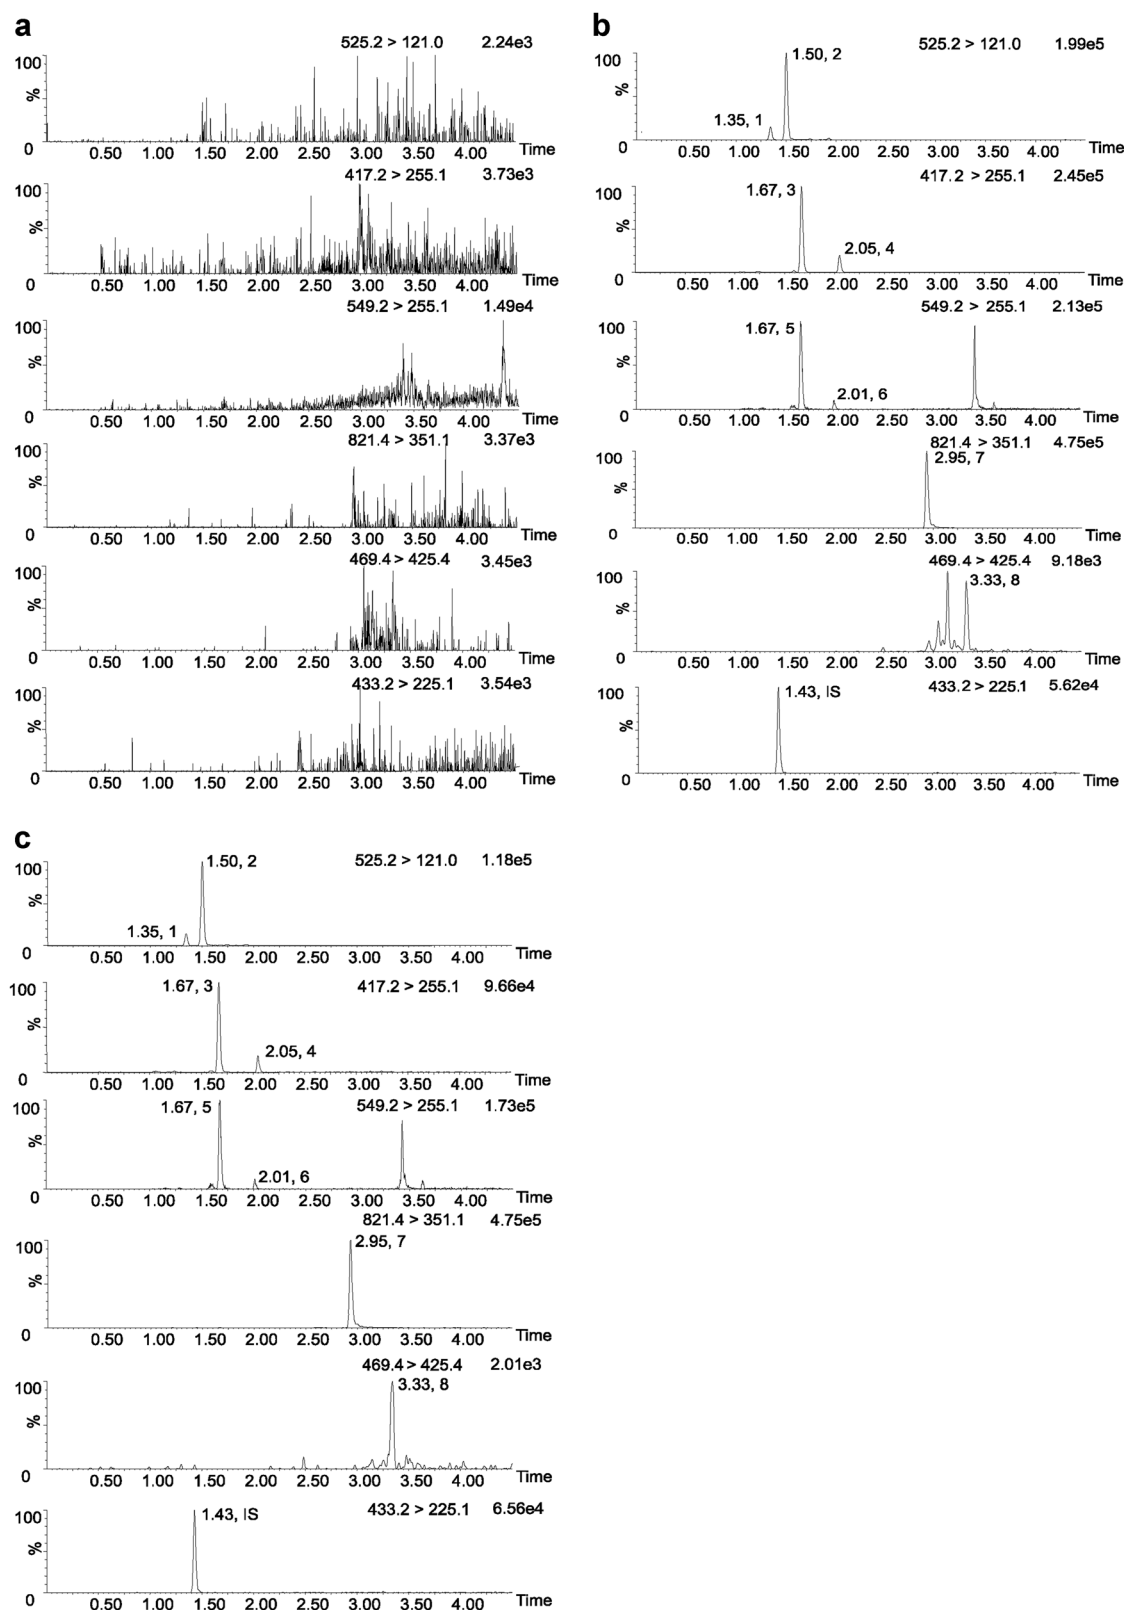 a
525.2 > 121.0 2.24e3
100
%
0
0.50 1.00 1.50 2.00 2.50 3.00 3.50 4.00 Time
417.2 > 255.1 3.73e3
100
%
0
0.50 1.00 1.50 2.00 2.50 3.00 3.50 4.00 Time
549.2 > 255.1 1.49e4
100
%
0
0.50 1.00 1.50 2.00 2.50 3.00 3.50 4.00 Time
821.4 > 351.1 3.37e3
100
%
0
0.50 1.00 1.50 2.00 2.50 3.00 3.50 4.00 Time
469.4 > 425.4 3.45e3
100
%
0
0.50 1.00 1.50 2.00 2.50 3.00 3.50 4.00 Time
433.2 > 225.1 3.54e3
100
%
0
0.50 1.00 1.50 2.00 2.50 3.00 3.50 4.00 Time
b
525.2 > 121.0 1.99e5
100
1.50, 2
%
1.35, 1
0
0.50 1.00 1.50 2.00 2.50 3.00 3.50 4.00 Time
417.2 > 255.1 2.45e5
100
1.67, 3
%
2.05, 4
0
0.50 1.00 1.50 2.00 2.50 3.00 3.50 4.00 Time
549.2 > 255.1 2.13e5
100
1.67, 5
%
2.01, 6
0
0.50 1.00 1.50 2.00 2.50 3.00 3.50 4.00 Time
821.4 > 351.1 4.75e5
100
2.95, 7
%
0
0.50 1.00 1.50 2.00 2.50 3.00 3.50 4.00 Time
469.4 > 425.4 9.18e3
100
3.33, 8
%
0
0.50 1.00 1.50 2.00 2.50 3.00 3.50 4.00 Time
433.2 > 225.1 5.62e4
100
1.43, IS
%
0
0.50 1.00 1.50 2.00 2.50 3.00 3.50 4.00 Time
c
1.50, 2 525.2 > 121.0 1.18e5
100
%
1.35, 1
0
0.50 1.00 1.50 2.00 2.50 3.00 3.50 4.00 Time
1.67, 3 417.2 > 255.1 9.66e4
100
%
2.05, 4
0
0.50 1.00 1.50 2.00 2.50 3.00 3.50 4.00 Time
1.67, 5 549.2 > 255.1 1.73e5
100
%
2.01, 6
0
0.50 1.00 1.50 2.00 2.50 3.00 3.50 4.00 Time
821.4 > 351.1 4.75e5
100
2.95, 7
%
0
0.50 1.00 1.50 2.00 2.50 3.00 3.50 4.00 Time
469.4 > 425.4 2.01e3
100
3.33, 8
%
0
0.50 1.00 1.50 2.00 2.50 3.00 3.50 4.00 Time
433.2 > 225.1 6.56e4
100
1.43, IS
%
0
0.50 1.00 1.50 2.00 2.50 3.00 3.50 4.00 Time